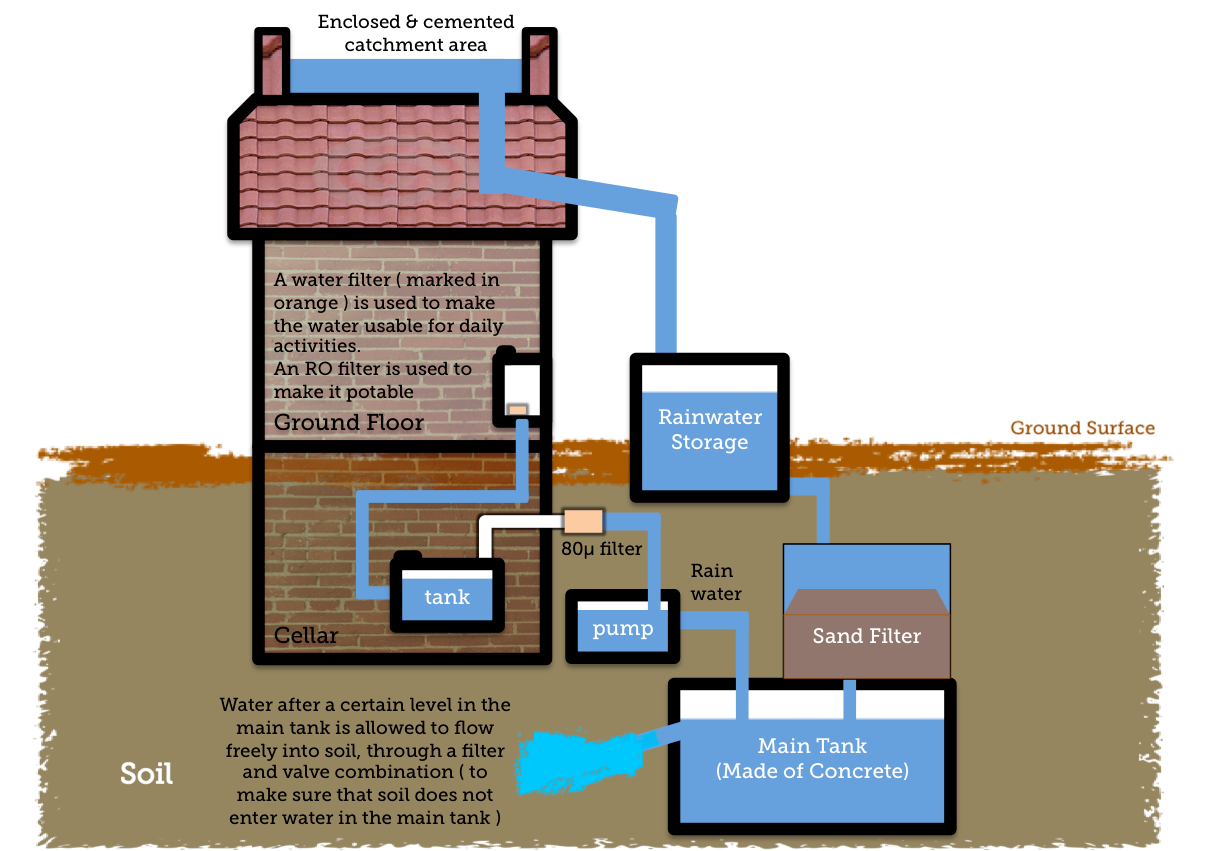 Enclosed & cemented
catchment area
A water filter ( marked in
orange ) is used to make
the water usable for daily
activities.
An RO filter is used to
make it potable
Ground Floor
Rainwater
Storage
Ground Surface
80µ filter
Rain
water
tank
pump
Sand Filter
Cellar
Water after a certain level in the
main tank is allowed to flow
freely into soil, through a filter
and valve combination ( to
make sure that soil does not
enter water in the main tank )
Soil
Main Tank
(Made of Concrete)